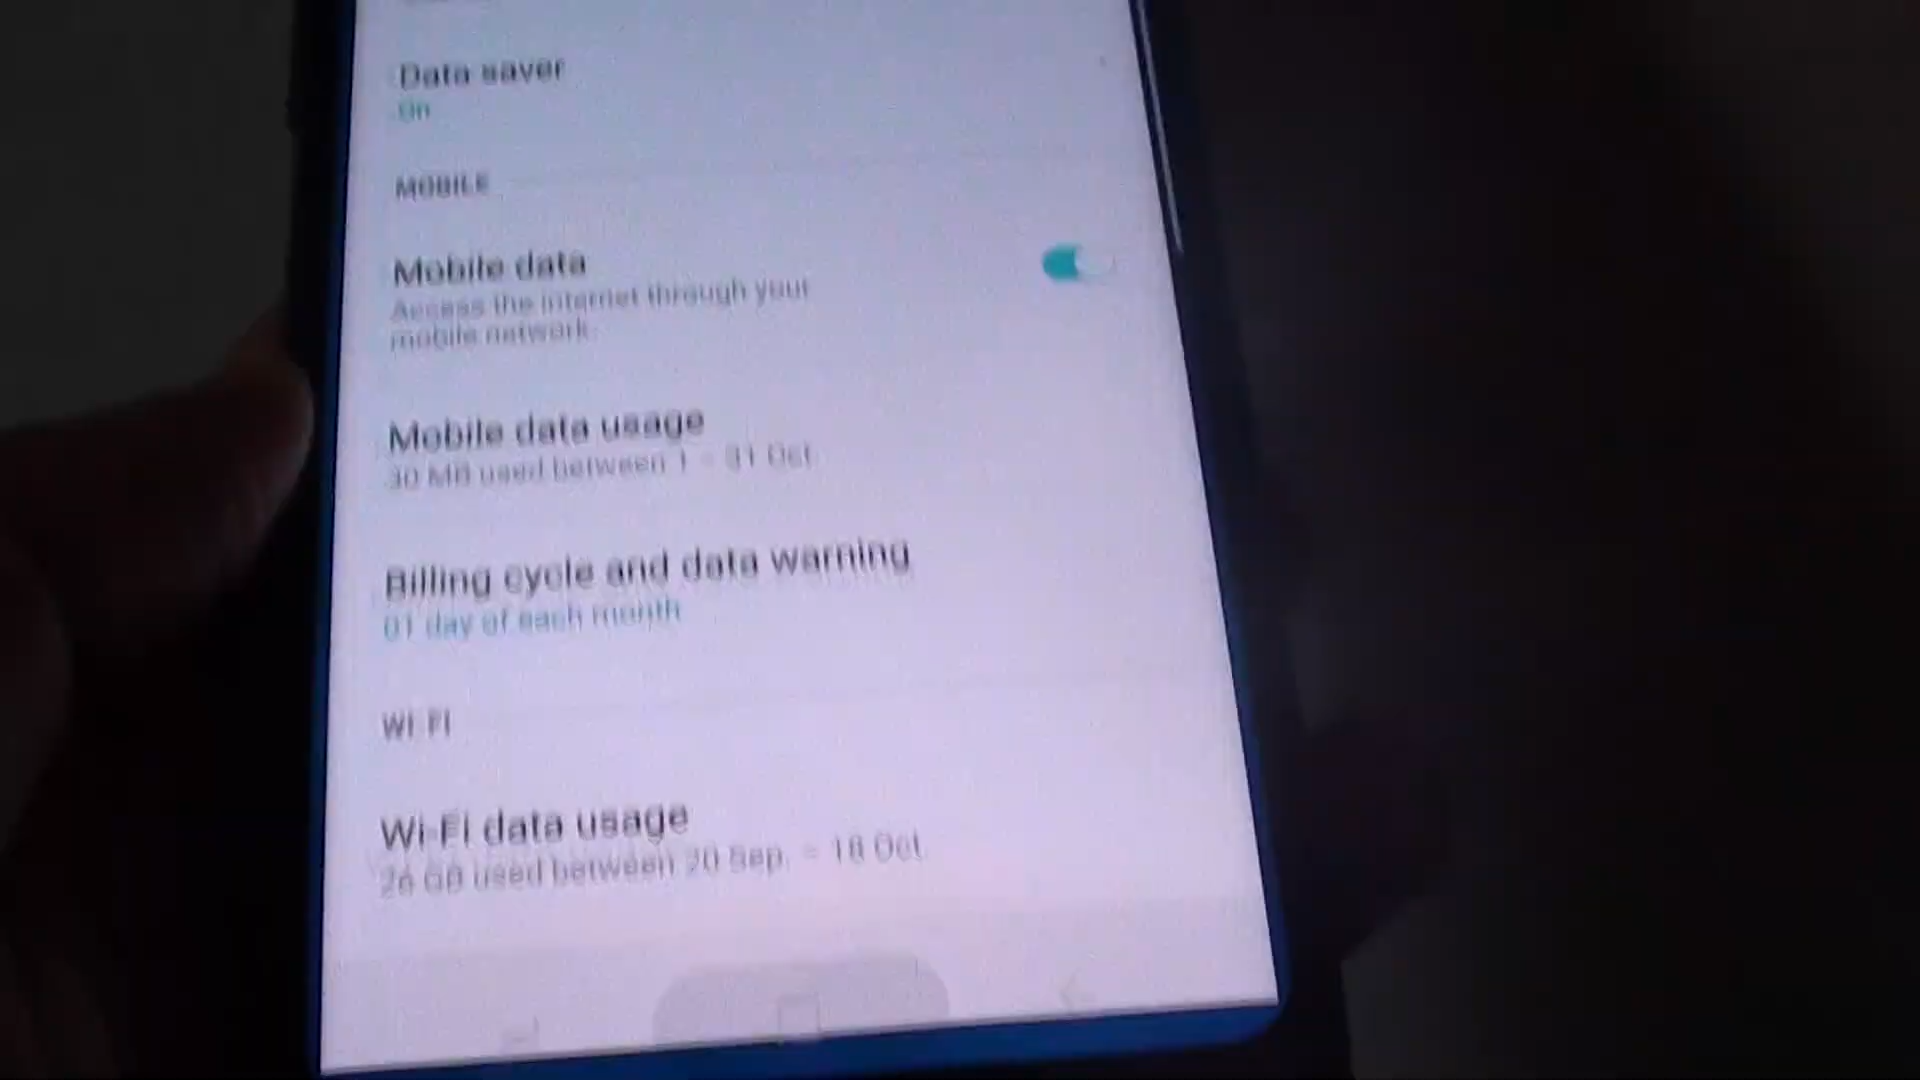 Data saver
On
MOBILE
Mobile data
Access the internet through your
mobile network.
Mobile data usage
30 MB used between 1 – 31 Oct
Billing cycle and data warning
01 day of each month
WI-FI
Wi-Fi data usage
26 GB used between 20 Sep. – 18 Oct.